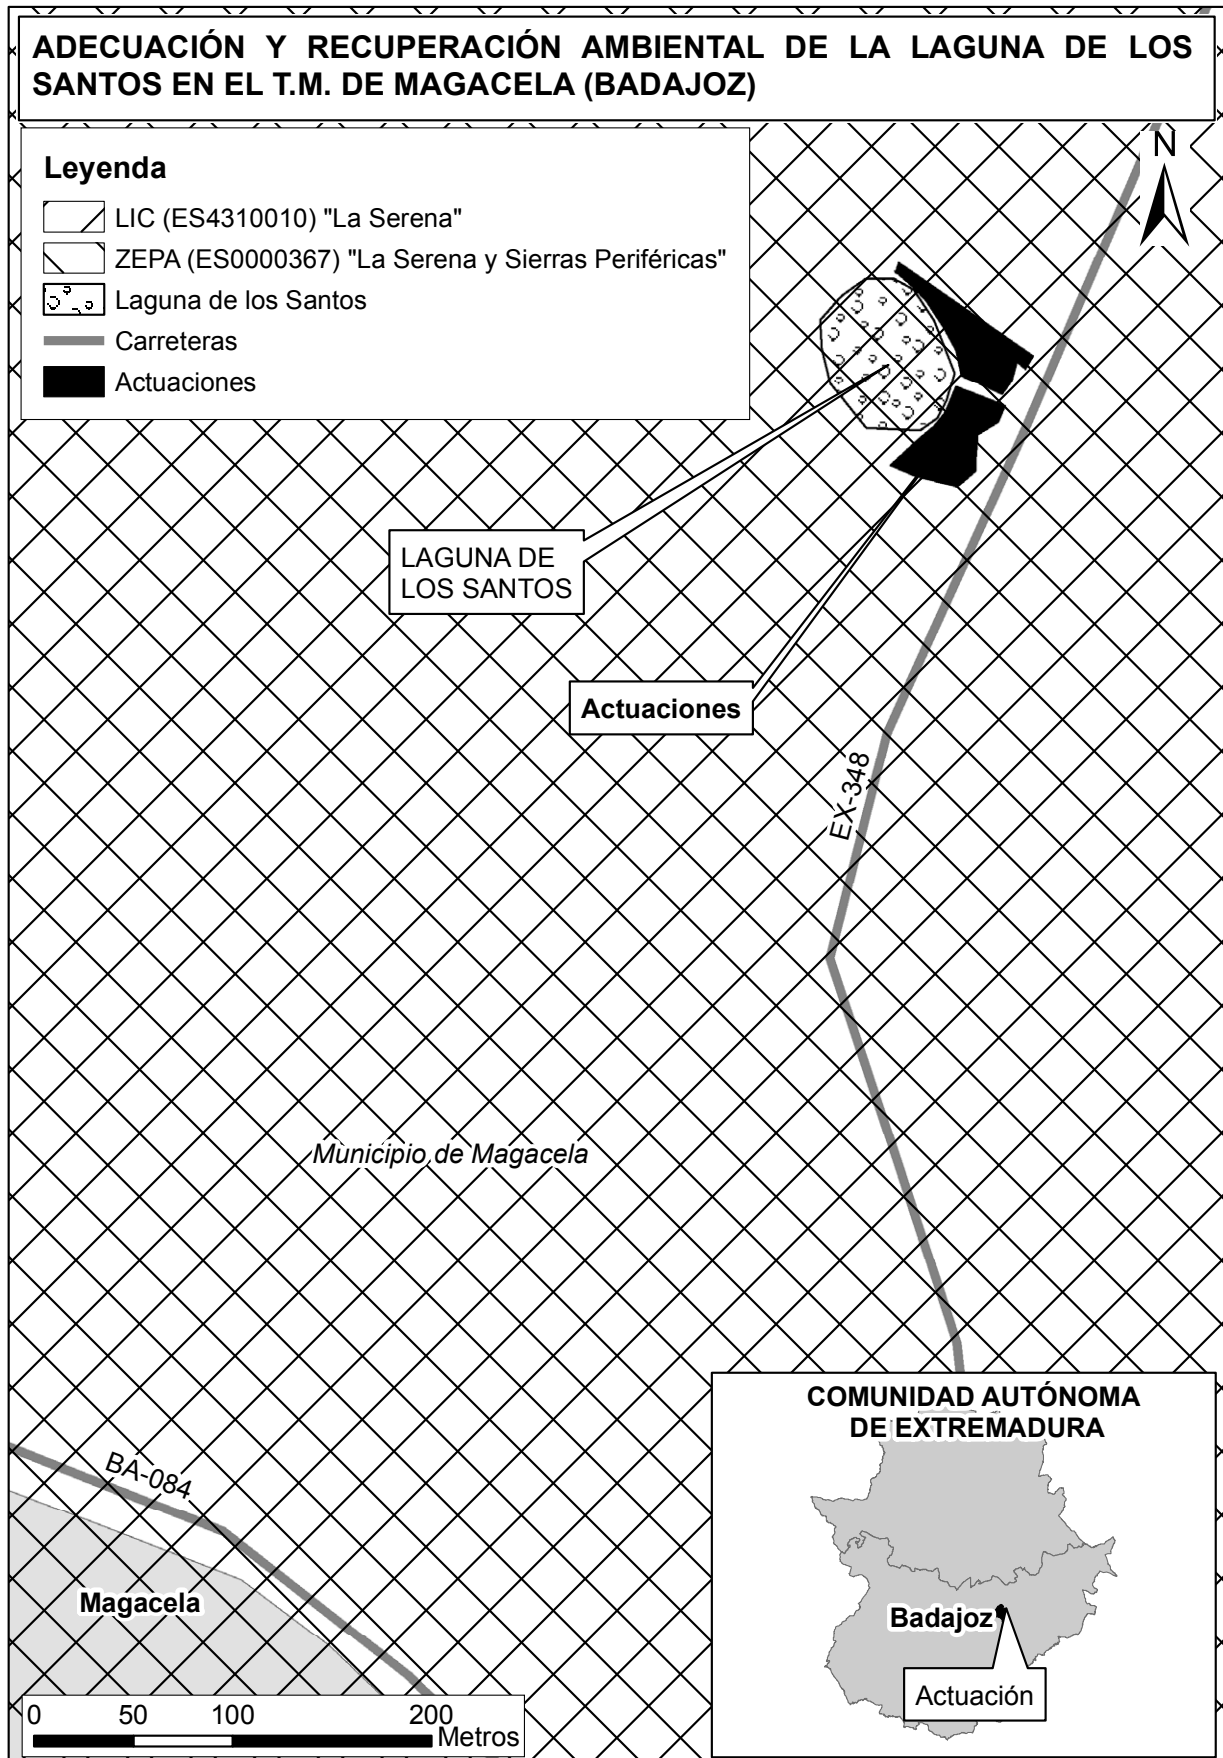 ADECUACIÓN Y RECUPERACIÓN AMBIENTAL DE LA LAGUNA DE LOS
SANTOS EN EL T.M. DE MAGACELA (BADAJOZ)
N
Leyenda
LIC (ES4310010) "La Serena"
ZEPA (ES0000367) "La Serena y Sierras Periféricas"
Laguna de los Santos
Carreteras
Actuaciones
LAGUNA DE
LOS SANTOS
Actuaciones
EX-348
Municipio de Magacela
BA-084
Magacela
0 50 100 200
Metros
COMUNIDAD AUTÓNOMA
DE EXTREMADURA
Badajoz
Actuación